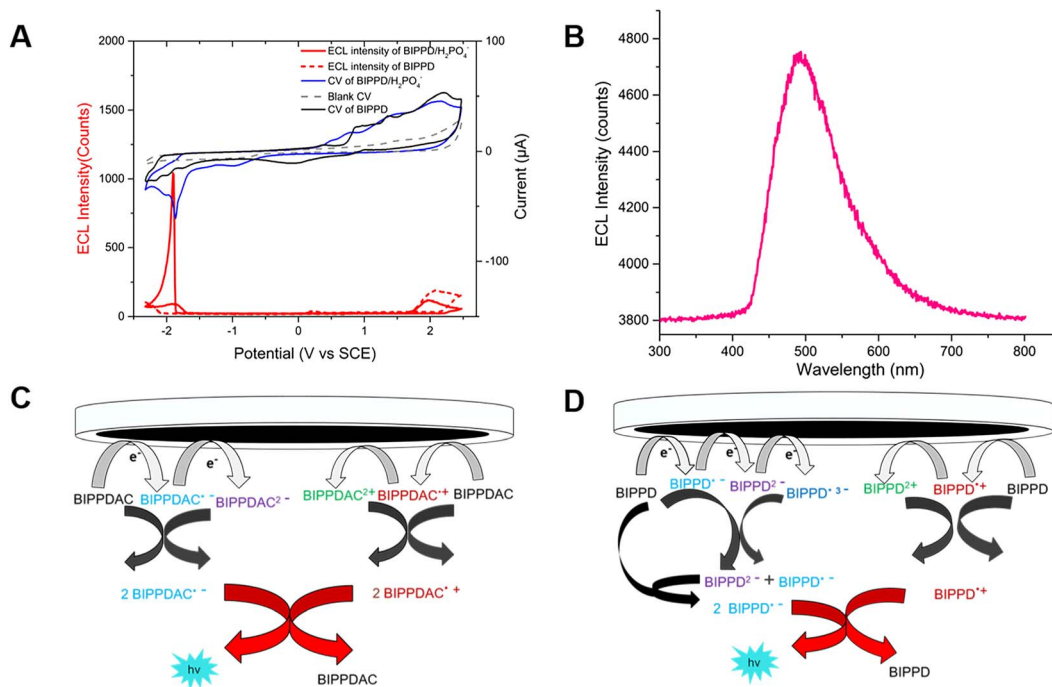 A
2000
1500
1000
500
0
ECL Intensity(Counts)
100
0
-100
Current (µA)
-2 -1 0 1 2
Potential (V vs SCE)
ECL intensity of BIPPD/H₂PO₄⁻
ECL intensity of BIPPD
CV of BIPPD/H₂PO₄⁻
Blank CV
CV of BIPPD
B
4800
4600
4400
4200
4000
3800
ECL Intensity (counts)
300 400 500 600 700 800
Wavelength (nm)
C
e⁻ e⁻
BIPPDAC BIPPDAC•⁻ BIPPDAC²⁻ BIPPDAC²⁺ BIPPDAC•⁺ BIPPDAC
2 BIPPDAC•⁻ 2 BIPPDAC•⁺
hv
BIPPDAC
D
e⁻ e⁻ e⁻
BIPPD BIPPD•⁻ BIPPD²⁻ BIPPD•³⁻ BIPPD²⁺ BIPPD•⁺ BIPPD
BIPPD²⁻ + BIPPD•⁻
2 BIPPD•⁻ BIPPD•⁺
hv
BIPPD